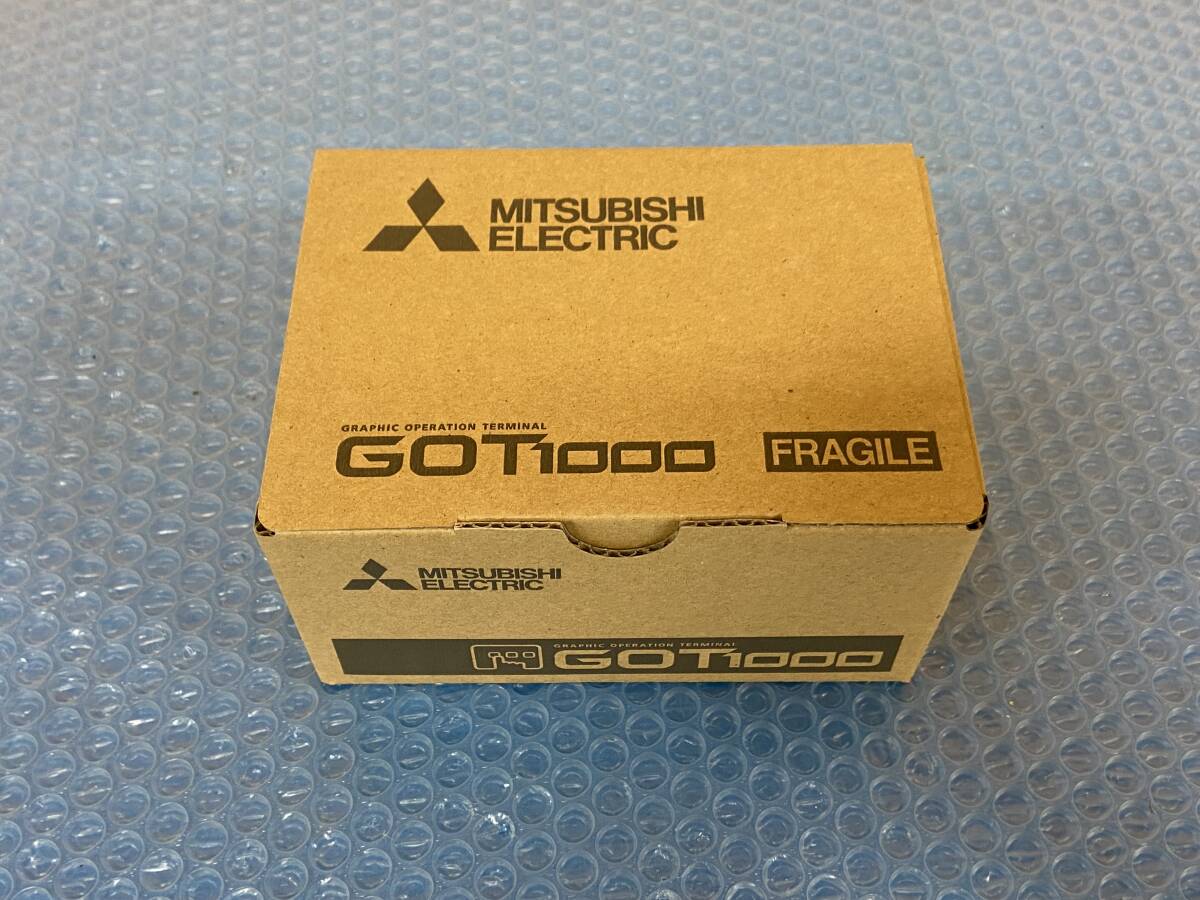 MITSUBISHI
ELECTRIC
GRAPHIC OPERATION TERMINAL
GOT1000
FRAGILE
MITSUBISHI
ELECTRIC
GRAPHIC OPERATION TERMINAL
GOT1000